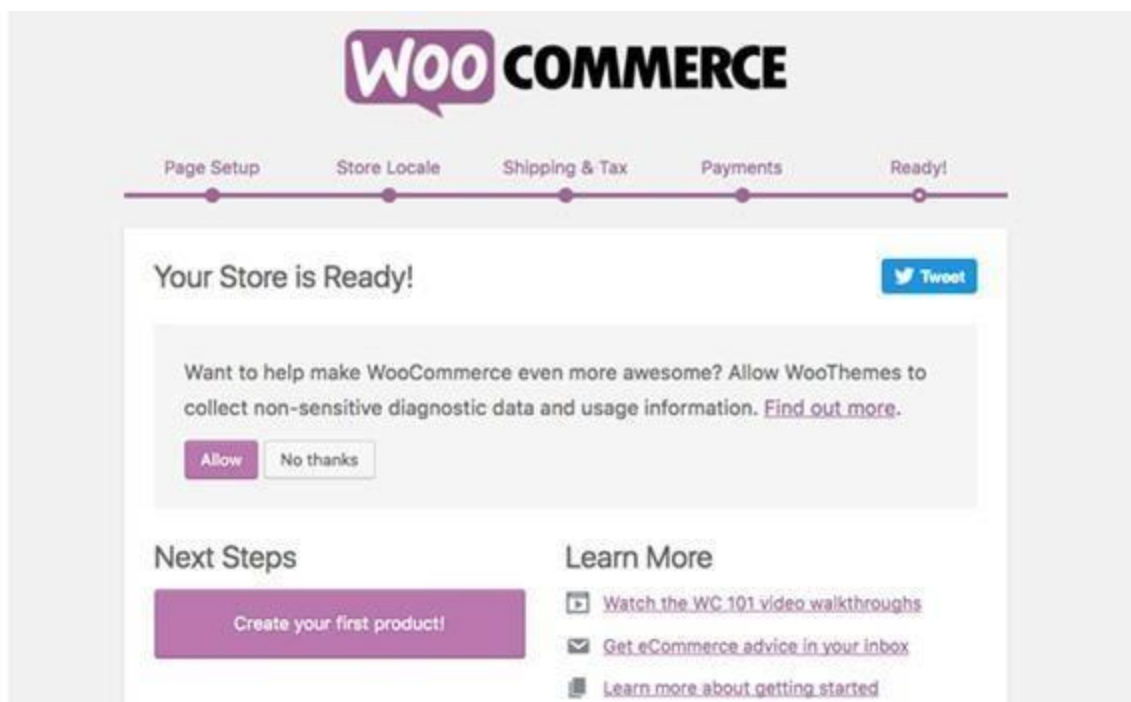 WOO COMMERCE
Page Setup Store Locale Shipping & Tax Payments Ready!
Your Store is Ready!
Tweet
Want to help make WooCommerce even more awesome? Allow WooThemes to
collect non-sensitive diagnostic data and usage information. Find out more.
Allow No thanks
Next Steps
Create your first product!
Learn More
Watch the WC 101 video walkthroughs
Get eCommerce advice in your inbox
Learn more about getting started